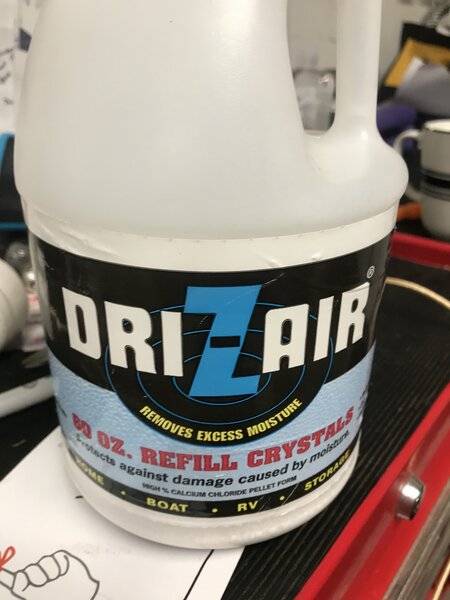 DRI-Z-AIR®
REMOVES EXCESS MOISTURE
60 OZ. REFILL CRYSTALS
Protects against damage caused by moisture.
HIGH % CALCIUM CHLORIDE PELLET FORM
HOME • BOAT • RV • STORAGE